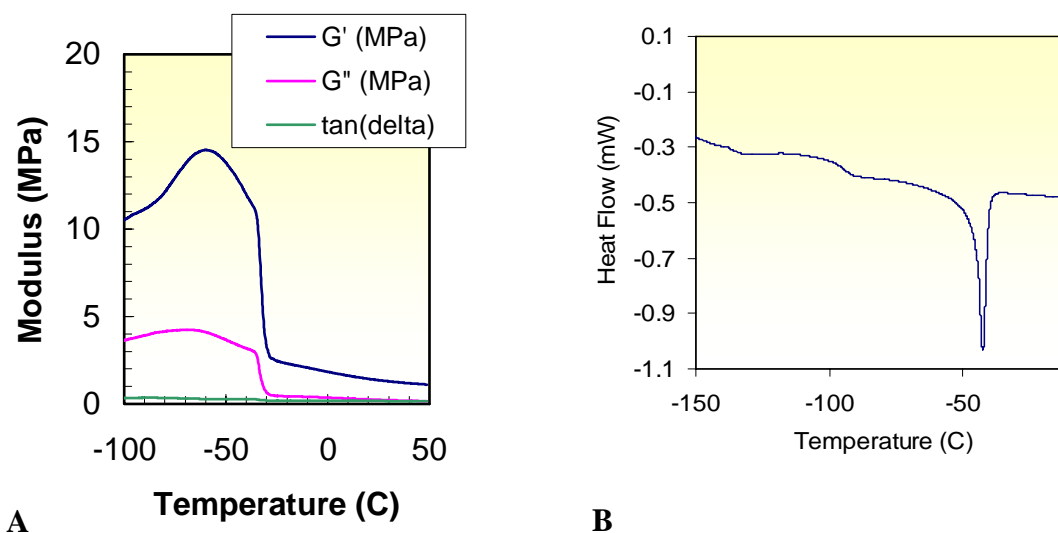 G' (MPa)
G" (MPa)
tan(delta)
20
15
10
5
0
-100 -50 0 50
Modulus (MPa)
Temperature (C)
A
0.1
-0.1
-0.3
-0.5
-0.7
-0.9
-1.1
-150 -100 -50
Heat Flow (mW)
Temperature (C)
B